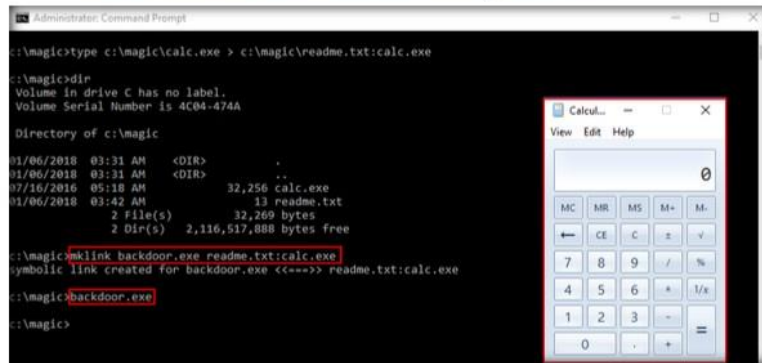 Administrator: Command Prompt
c:\magic>type c:\magic\calc.exe > c:\magic\readme.txt:calc.exe
c:\magic>dir
Volume in drive C has no label.
Volume Serial Number is 4C04-474A
Directory of c:\magic
01/06/2018 03:31 AM <DIR> .
01/06/2018 03:31 AM <DIR> ..
07/16/2016 05:18 AM 32,256 calc.exe
01/06/2018 03:42 AM 13 readme.txt
2 File(s) 32,269 bytes
2 Dir(s) 2,116,517,888 bytes free
c:\magic>mklink backdoor.exe readme.txt:calc.exe
symbolic link created for backdoor.exe <<===>> readme.txt:calc.exe
c:\magic>backdoor.exe
c:\magic>
Calcul...
View Edit Help
0
MC MR MS M+ M-
← CE C ± √
7 8 9 / %
4 5 6 * 1/x
1 2 3 - =
0 . +